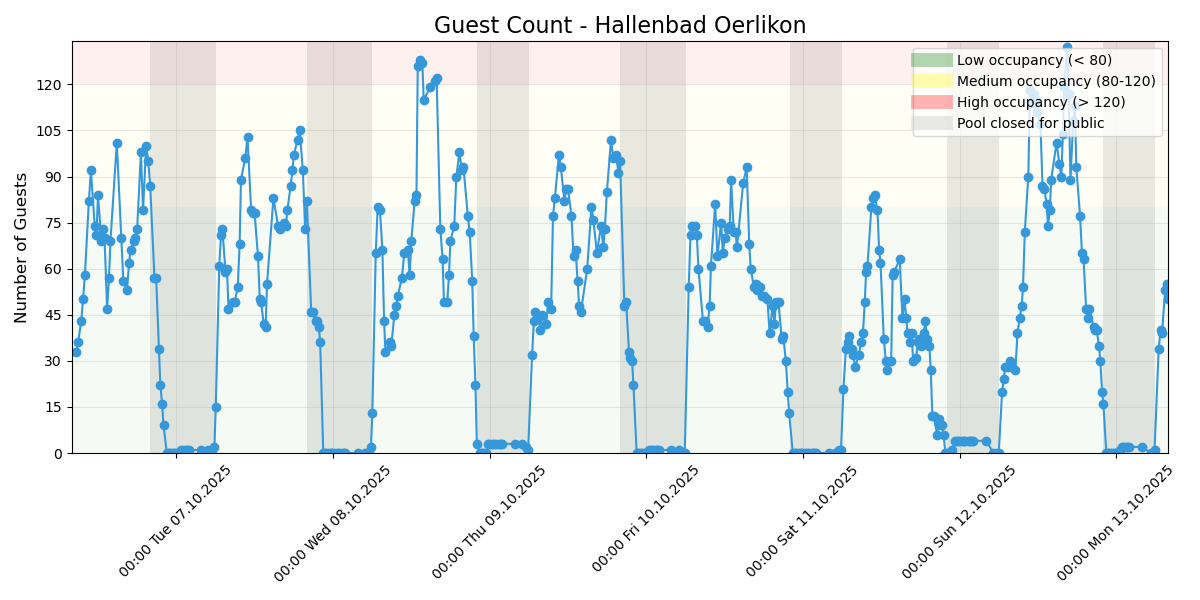 Guest Count - Hallenbad Oerlikon
Number of Guests
120
105
90
75
60
45
30
15
0
Low occupancy (< 80)
Medium occupancy (80-120)
High occupancy (> 120)
Pool closed for public
00:00 Tue 07.10.2025
00:00 Wed 08.10.2025
00:00 Thu 09.10.2025
00:00 Fri 10.10.2025
00:00 Sat 11.10.2025
00:00 Sun 12.10.2025
00:00 Mon 13.10.2025